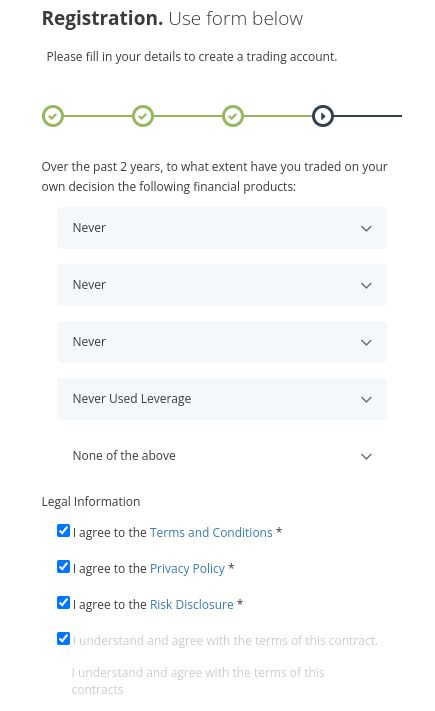 Registration. Use form below
Please fill in your details to create a trading account.
Over the past 2 years, to what extent have you traded on your
own decision the following financial products:
Never
Never
Never
Never Used Leverage
None of the above
Legal Information
I agree to the Terms and Conditions *
I agree to the Privacy Policy *
I agree to the Risk Disclosure *
I understand and agree with the terms of this contract.
I understand and agree with the terms of this
contracts